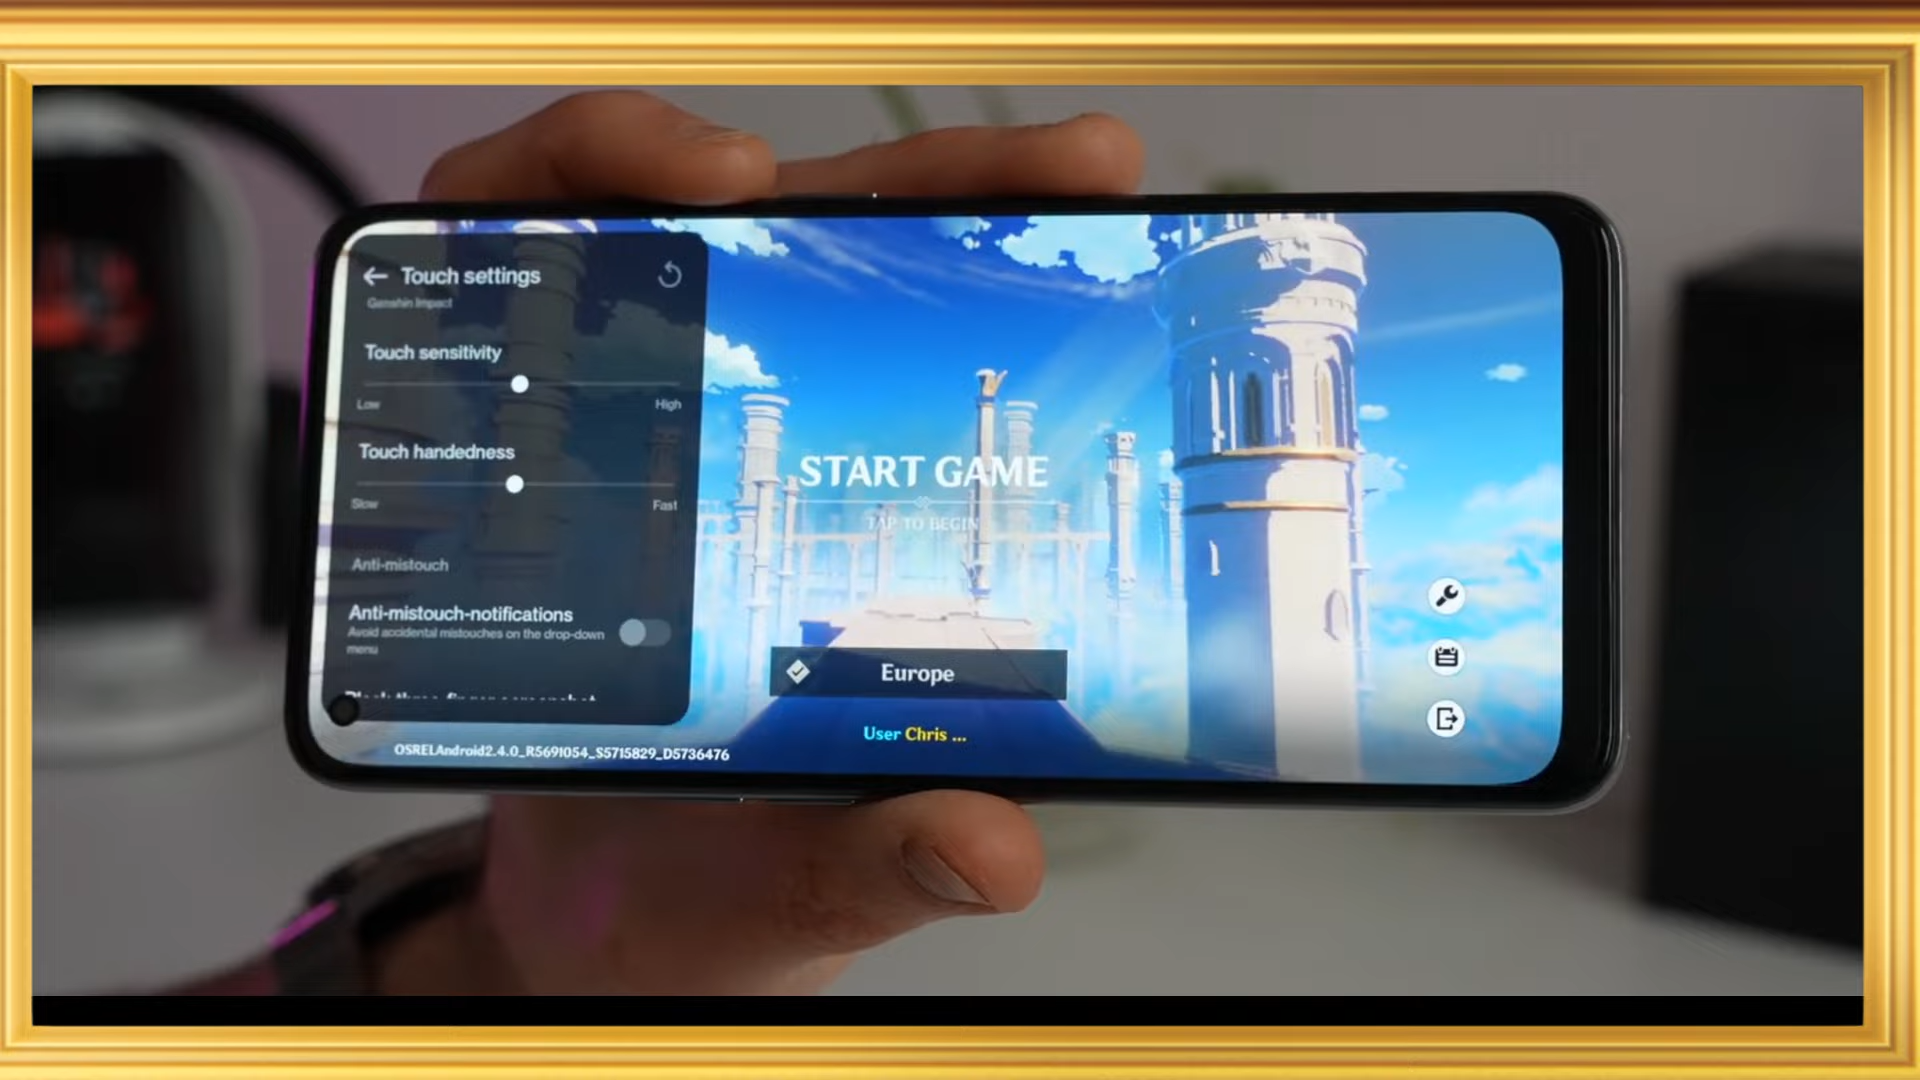 Touch settings
Genshin Impact
Touch sensitivity
Low High
Touch handedness
Slow Fast
Anti-mistouch
Anti-mistouch-notifications
Avoid accidental mistouches on the drop-down
menu
START GAME
TAP TO BEGIN
Europe
User Chris ...
OSRELAndroid2.4.0_R5691054_S5715829_D5736476